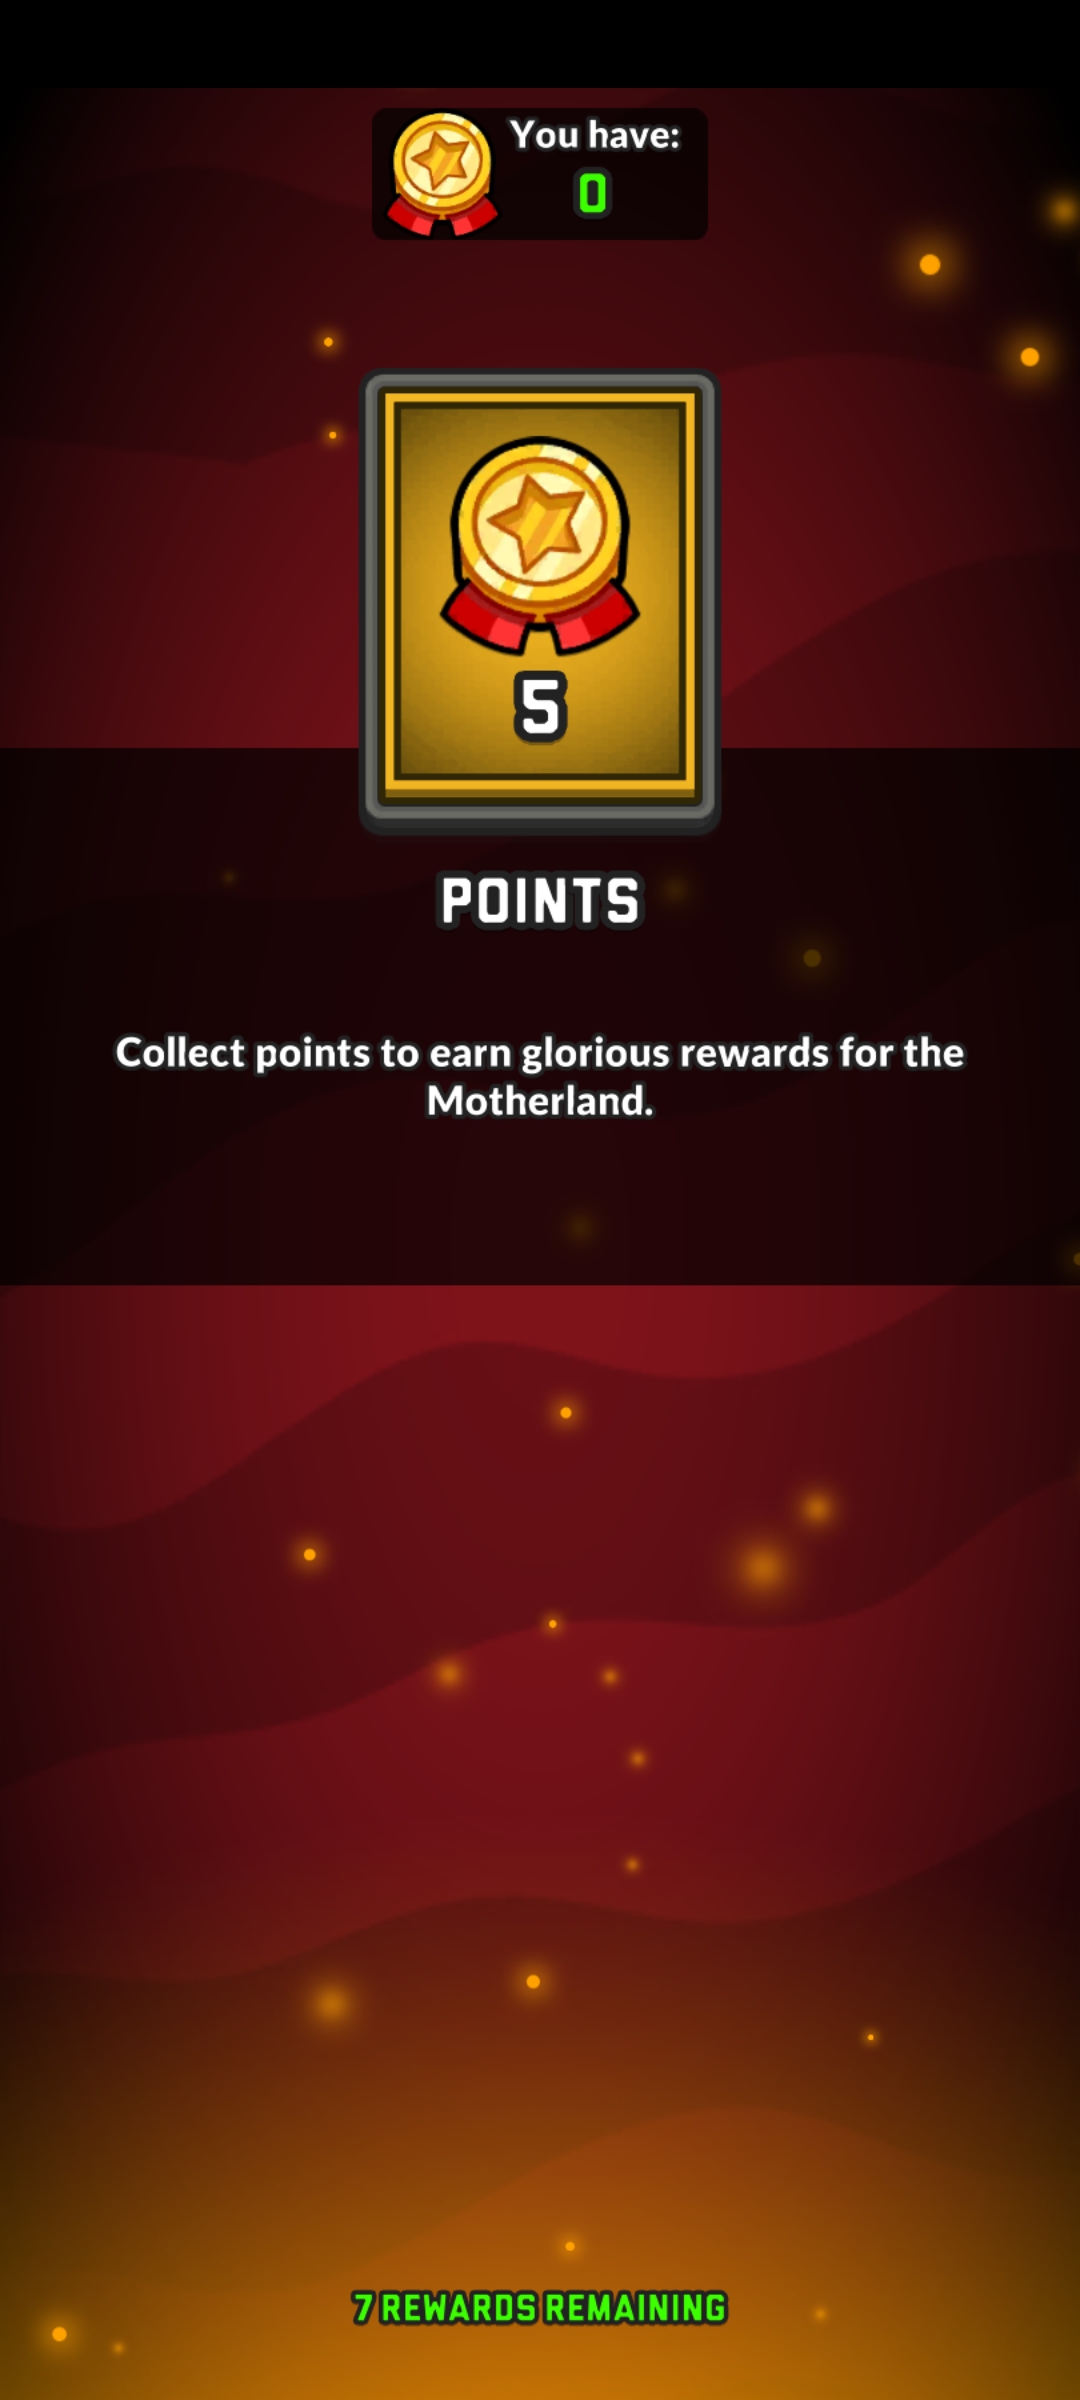 You have:
0
5
POINTS
Collect points to earn glorious rewards for the
Motherland.
7 REWARDS REMAINING